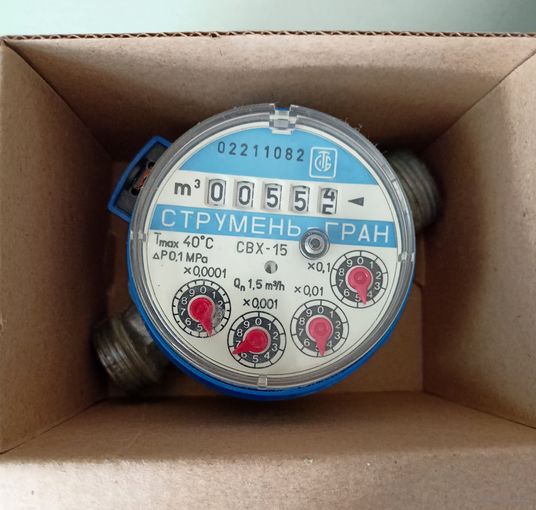 02211082
m³ 0055
СТРУМЕНЬ-ГРАН
Tmax 40°C
СВХ-15
ΔP 0,1 MPa
×0,1
×0,0001
Qn 1,5 m³/h
×0,01
×0,001